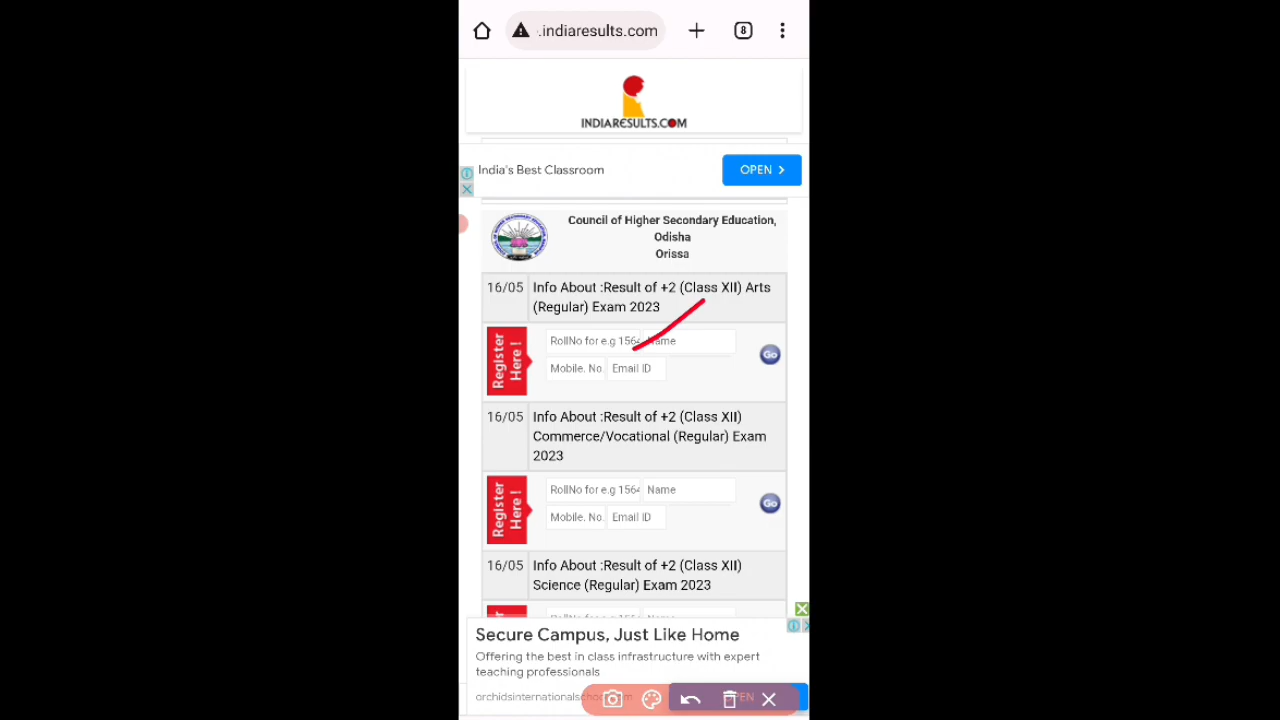 .indiaresults.com
8
INDIARESULTS.COM
India's Best Classroom
OPEN
Council of Higher Secondary Education,
Odisha
Orissa
16/05 Info About :Result of +2 (Class XII) Arts
(Regular) Exam 2023
Register
Here !
RollNo for e.g 1564 Name
Go
Mobile. No. Email ID
16/05 Info About :Result of +2 (Class XII)
Commerce/Vocational (Regular) Exam
2023
Register
Here !
RollNo for e.g 1564 Name
Go
Mobile. No. Email ID
16/05 Info About :Result of +2 (Class XII)
Science (Regular) Exam 2023
Secure Campus, Just Like Home
Offering the best in class infrastructure with expert
teaching professionals
OPEN